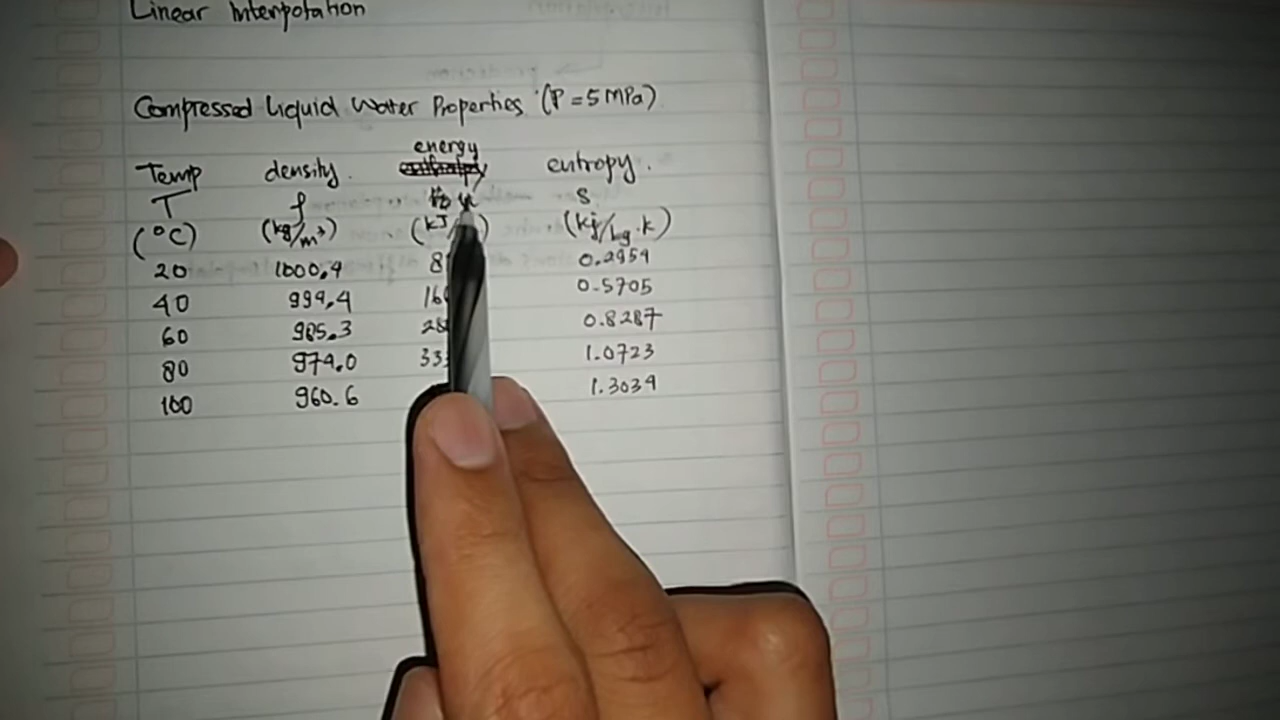 Linear Interpolation
Compressed Liquid Water Properties (P = 5 MPa)
energy
Temp density. entropy.
T ρ u s
(°C) (kg/m³) (kJ (kj/kg.k)
20 1000.4 0.2954
40 999.4 0.5705
60 985.3 0.8287
80 974.0 1.0723
100 960.6 1.3034